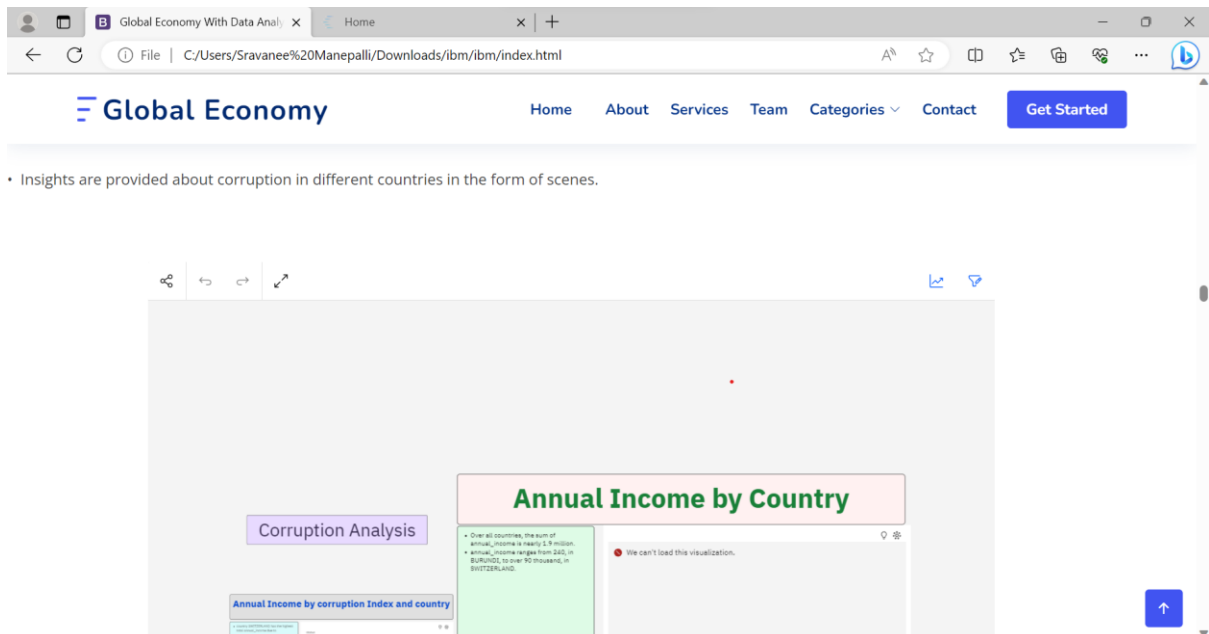 Global Economy With Data Analy
Home
File | C:/Users/Sravanee%20Manepalli/Downloads/ibm/ibm/index.html
Global Economy
Home About Services Team Categories Contact Get Started
• Insights are provided about corruption in different countries in the form of scenes.
Annual Income by Country
Corruption Analysis
• Over all countries, the sum of
annual_income is nearly 1.9 million.
• annual_income ranges from 240, in
BURUNDI, to over 90 thousand, in
SWITZERLAND.
We can't load this visualization.
Annual Income by corruption Index and country